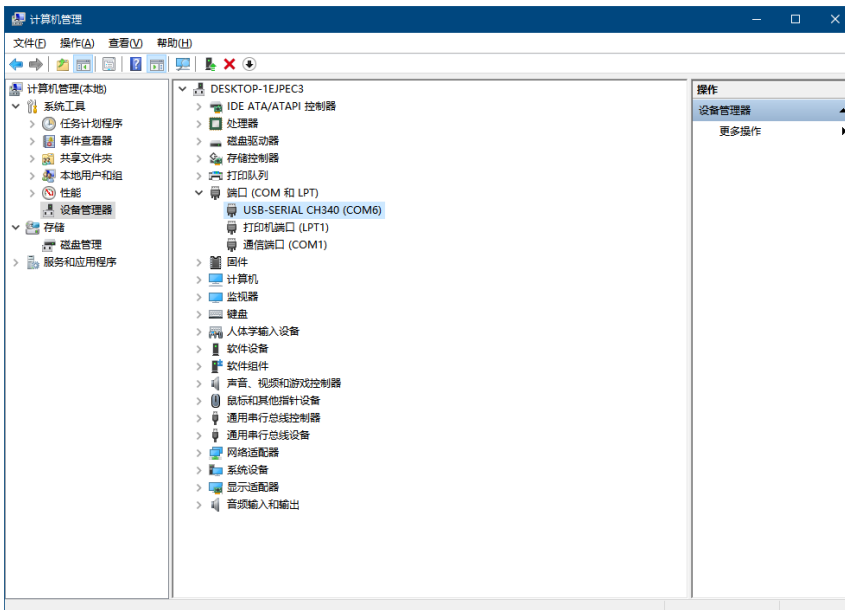 计算机管理
文件(F) 操作(A) 查看(V) 帮助(H)
计算机管理(本地)
系统工具
任务计划程序
事件查看器
共享文件夹
本地用户和组
性能
设备管理器
存储
磁盘管理
服务和应用程序
DESKTOP-1EJPEC3
IDE ATA/ATAPI 控制器
处理器
磁盘驱动器
存储控制器
打印队列
端口 (COM 和 LPT)
USB-SERIAL CH340 (COM6)
打印机端口 (LPT1)
通信端口 (COM1)
固件
计算机
监视器
键盘
人体学输入设备
软件设备
软件组件
声音、视频和游戏控制器
鼠标和其他指针设备
通用串行总线控制器
通用串行总线设备
网络适配器
系统设备
显示适配器
音频输入和输出
操作
设备管理器
更多操作